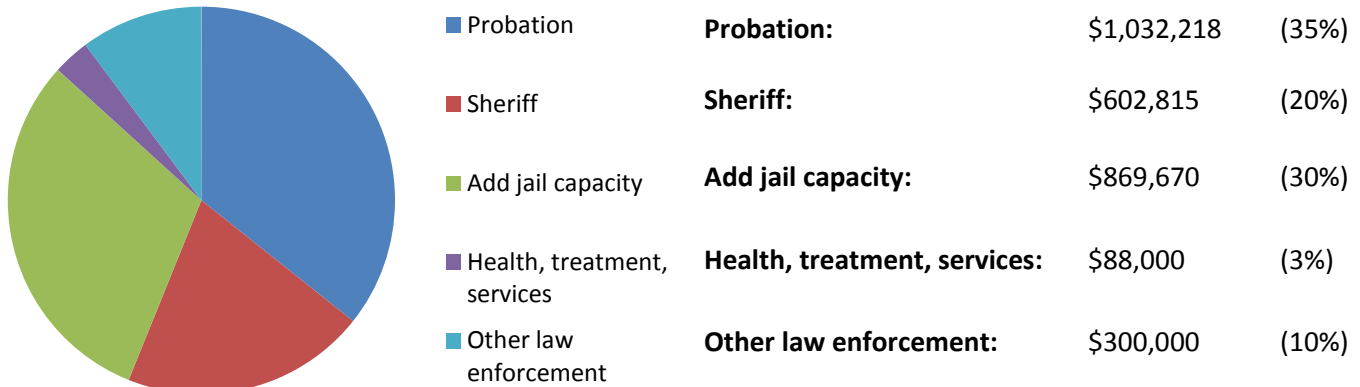 Probation
Sheriff
Add jail capacity
Health, treatment,
services
Other law
enforcement
Probation: $1,032,218 (35%)
Sheriff: $602,815 (20%)
Add jail capacity: $869,670 (30%)
Health, treatment, services: $88,000 (3%)
Other law enforcement: $300,000 (10%)